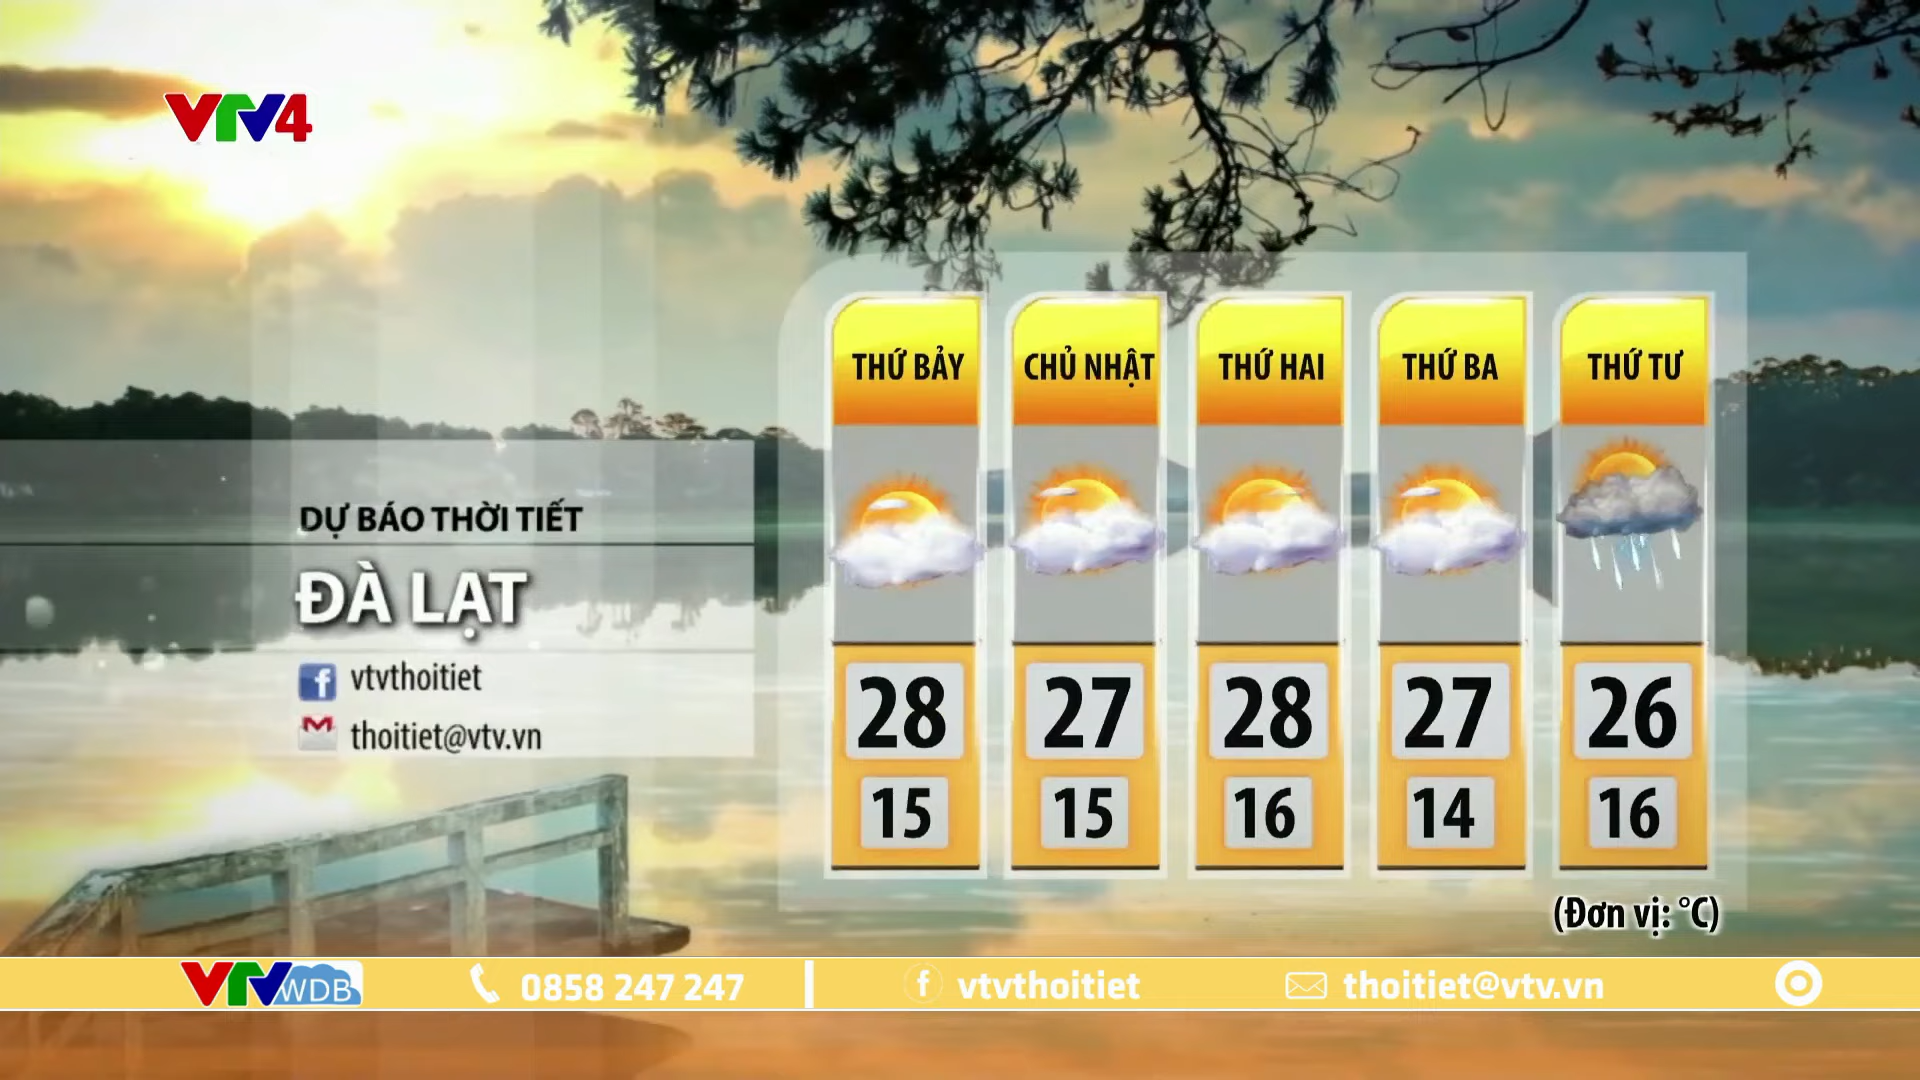 VTV4
DỰ BÁO THỜI TIẾT
ĐÀ LẠT
vtvthoitiet
thoitiet@vtv.vn
THỨ BẢY CHỦ NHẬT THỨ HAI THỨ BA THỨ TƯ
28 27 28 27 26
15 15 16 14 16
(Đơn vị: °C)
VTV WDB 0858 247 247 vtvthoitiet thoitiet@vtv.vn